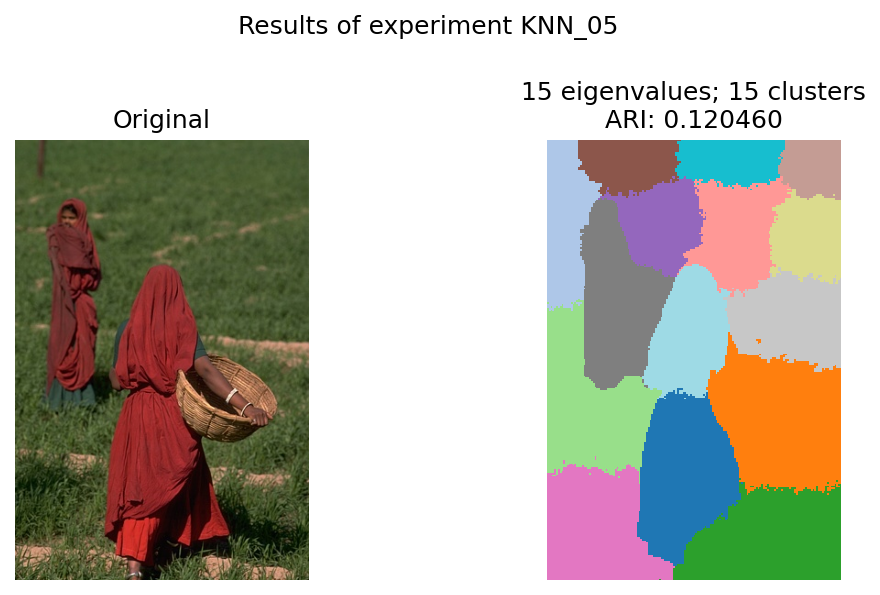 Results of experiment KNN_05
Original
15 eigenvalues; 15 clusters
ARI: 0.120460